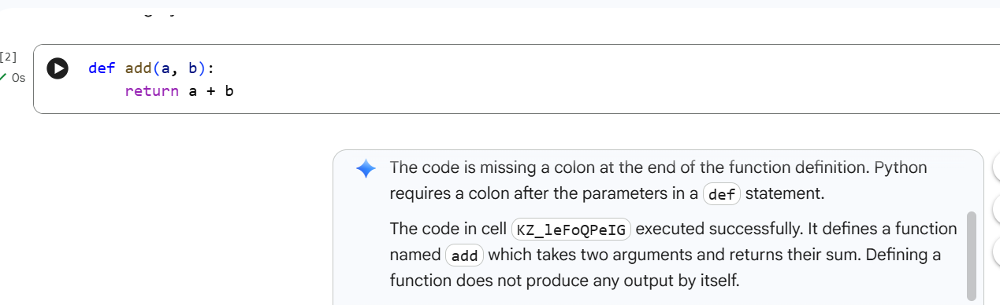 [2]
0s
def add(a, b):
    return a + b
The code is missing a colon at the end of the function definition. Python
requires a colon after the parameters in a def statement.
The code in cell KZ_leFoQPeIG executed successfully. It defines a function
named add which takes two arguments and returns their sum. Defining a
function does not produce any output by itself.